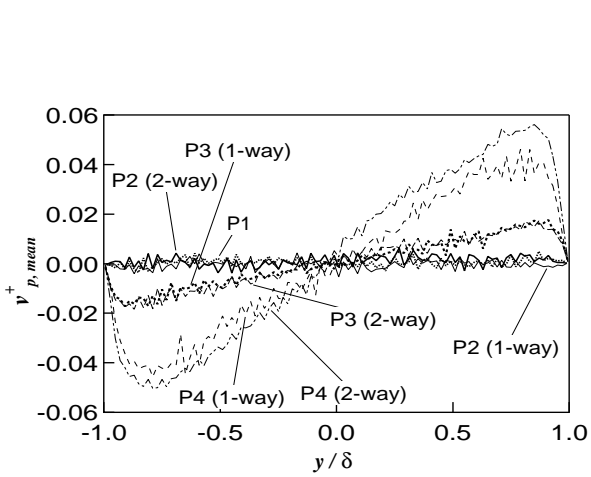 0.06
P3 (1-way)
0.04
P2 (2-way)
0.02
P1
0.00
v+p, mean
-0.02
P3 (2-way)
P2 (1-way)
-0.04
P4 (1-way) P4 (2-way)
-0.06
-1.0 -0.5 0.0 0.5 1.0
y / δ